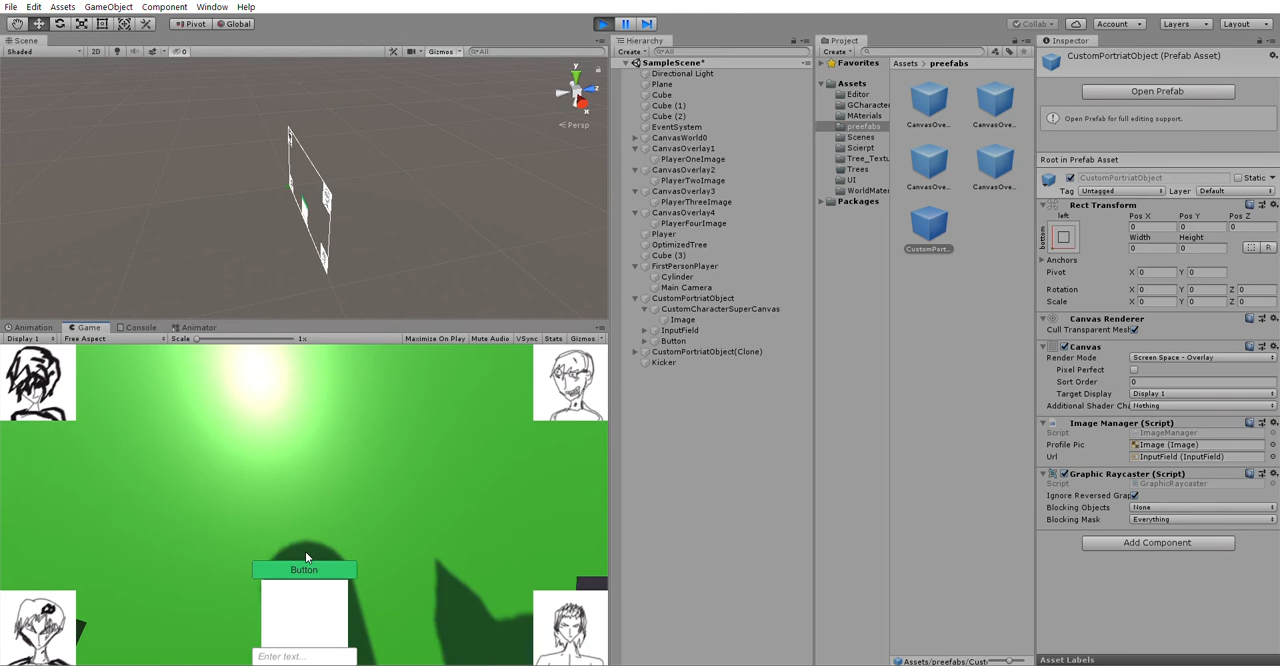 File Edit Assets GameObject Component Window Help
Pivot Global Collab Account Layers Layout
Scene
Shaded 2D 0 Gizmos All
y
z
x
Persp
Animation Game Console Animator
Display 1 Free Aspect Scale 1x Maximize On Play Mute Audio VSync Stats Gizmos
Button
Enter text...
Hierarchy
Create All
SampleScene*
Directional Light
Plane
Cube
Cube (1)
Cube (2)
EventSystem
CanvasWorld0
CanvasOverlay1
PlayerOneImage
CanvasOverlay2
PlayerTwoImage
CanvasOverlay3
PlayerThreeImage
CanvasOverlay4
PlayerFourImage
Player
OptimizedTree
Cube (3)
FirstPersonPlayer
Cylinder
Main Camera
CustomPortriatObject
CustomCharacterSuperCanvas
Image
InputField
Button
CustomPortriatObject(Clone)
Kicker
Project
Create
Favorites
Assets
Editor
GCharacter
MAterials
preefabs
Scenes
Scierpt
Tree_Textu
Trees
UI
WorldMater
Packages
Assets preefabs
CanvasOve... CanvasOve...
CanvasOve... CanvasOve...
CustomPort...
Assets/preefabs/Cust
Inspector
CustomPortriatObject (Prefab Asset)
Open Prefab
Open Prefab for full editing support.
Root in Prefab Asset
CustomPortriatObject Static
Tag Untagged Layer Default
Rect Transform
left Pos X Pos Y Pos Z
bottom 0 0 0
Width Height
0 0 R
Anchors
Pivot X 0 Y 0
Rotation X 0 Y 0 Z 0
Scale X 0 Y 0 Z 0
Canvas Renderer
Cull Transparent Mesh
Canvas
Render Mode Screen Space - Overlay
Pixel Perfect
Sort Order 0
Target Display Display 1
Additional Shader Cha Nothing
Image Manager (Script)
Script ImageManager
Profile Pic Image (Image)
Url InputField (InputField)
Graphic Raycaster (Script)
Script GraphicRaycaster
Ignore Reversed Grap
Blocking Objects None
Blocking Mask Everything
Add Component
Asset Labels